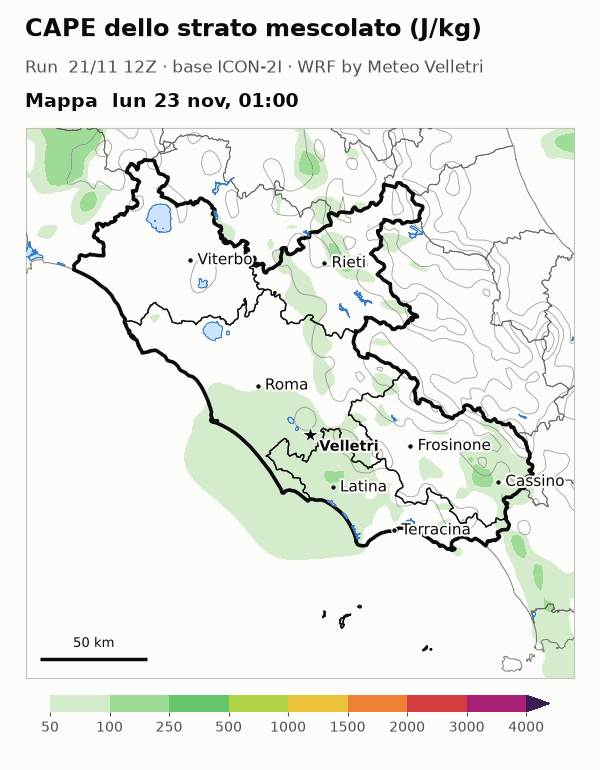 CAPE dello strato mescolato (J/kg)
Run  21/11 12Z · base ICON-2I · WRF by Meteo Velletri
Mappa  lun 23 nov, 01:00
Viterbo
Rieti
Roma
Velletri
Frosinone
Latina
Cassino
Terracina
50 km
50 100 250 500 1000 1500 2000 3000 4000